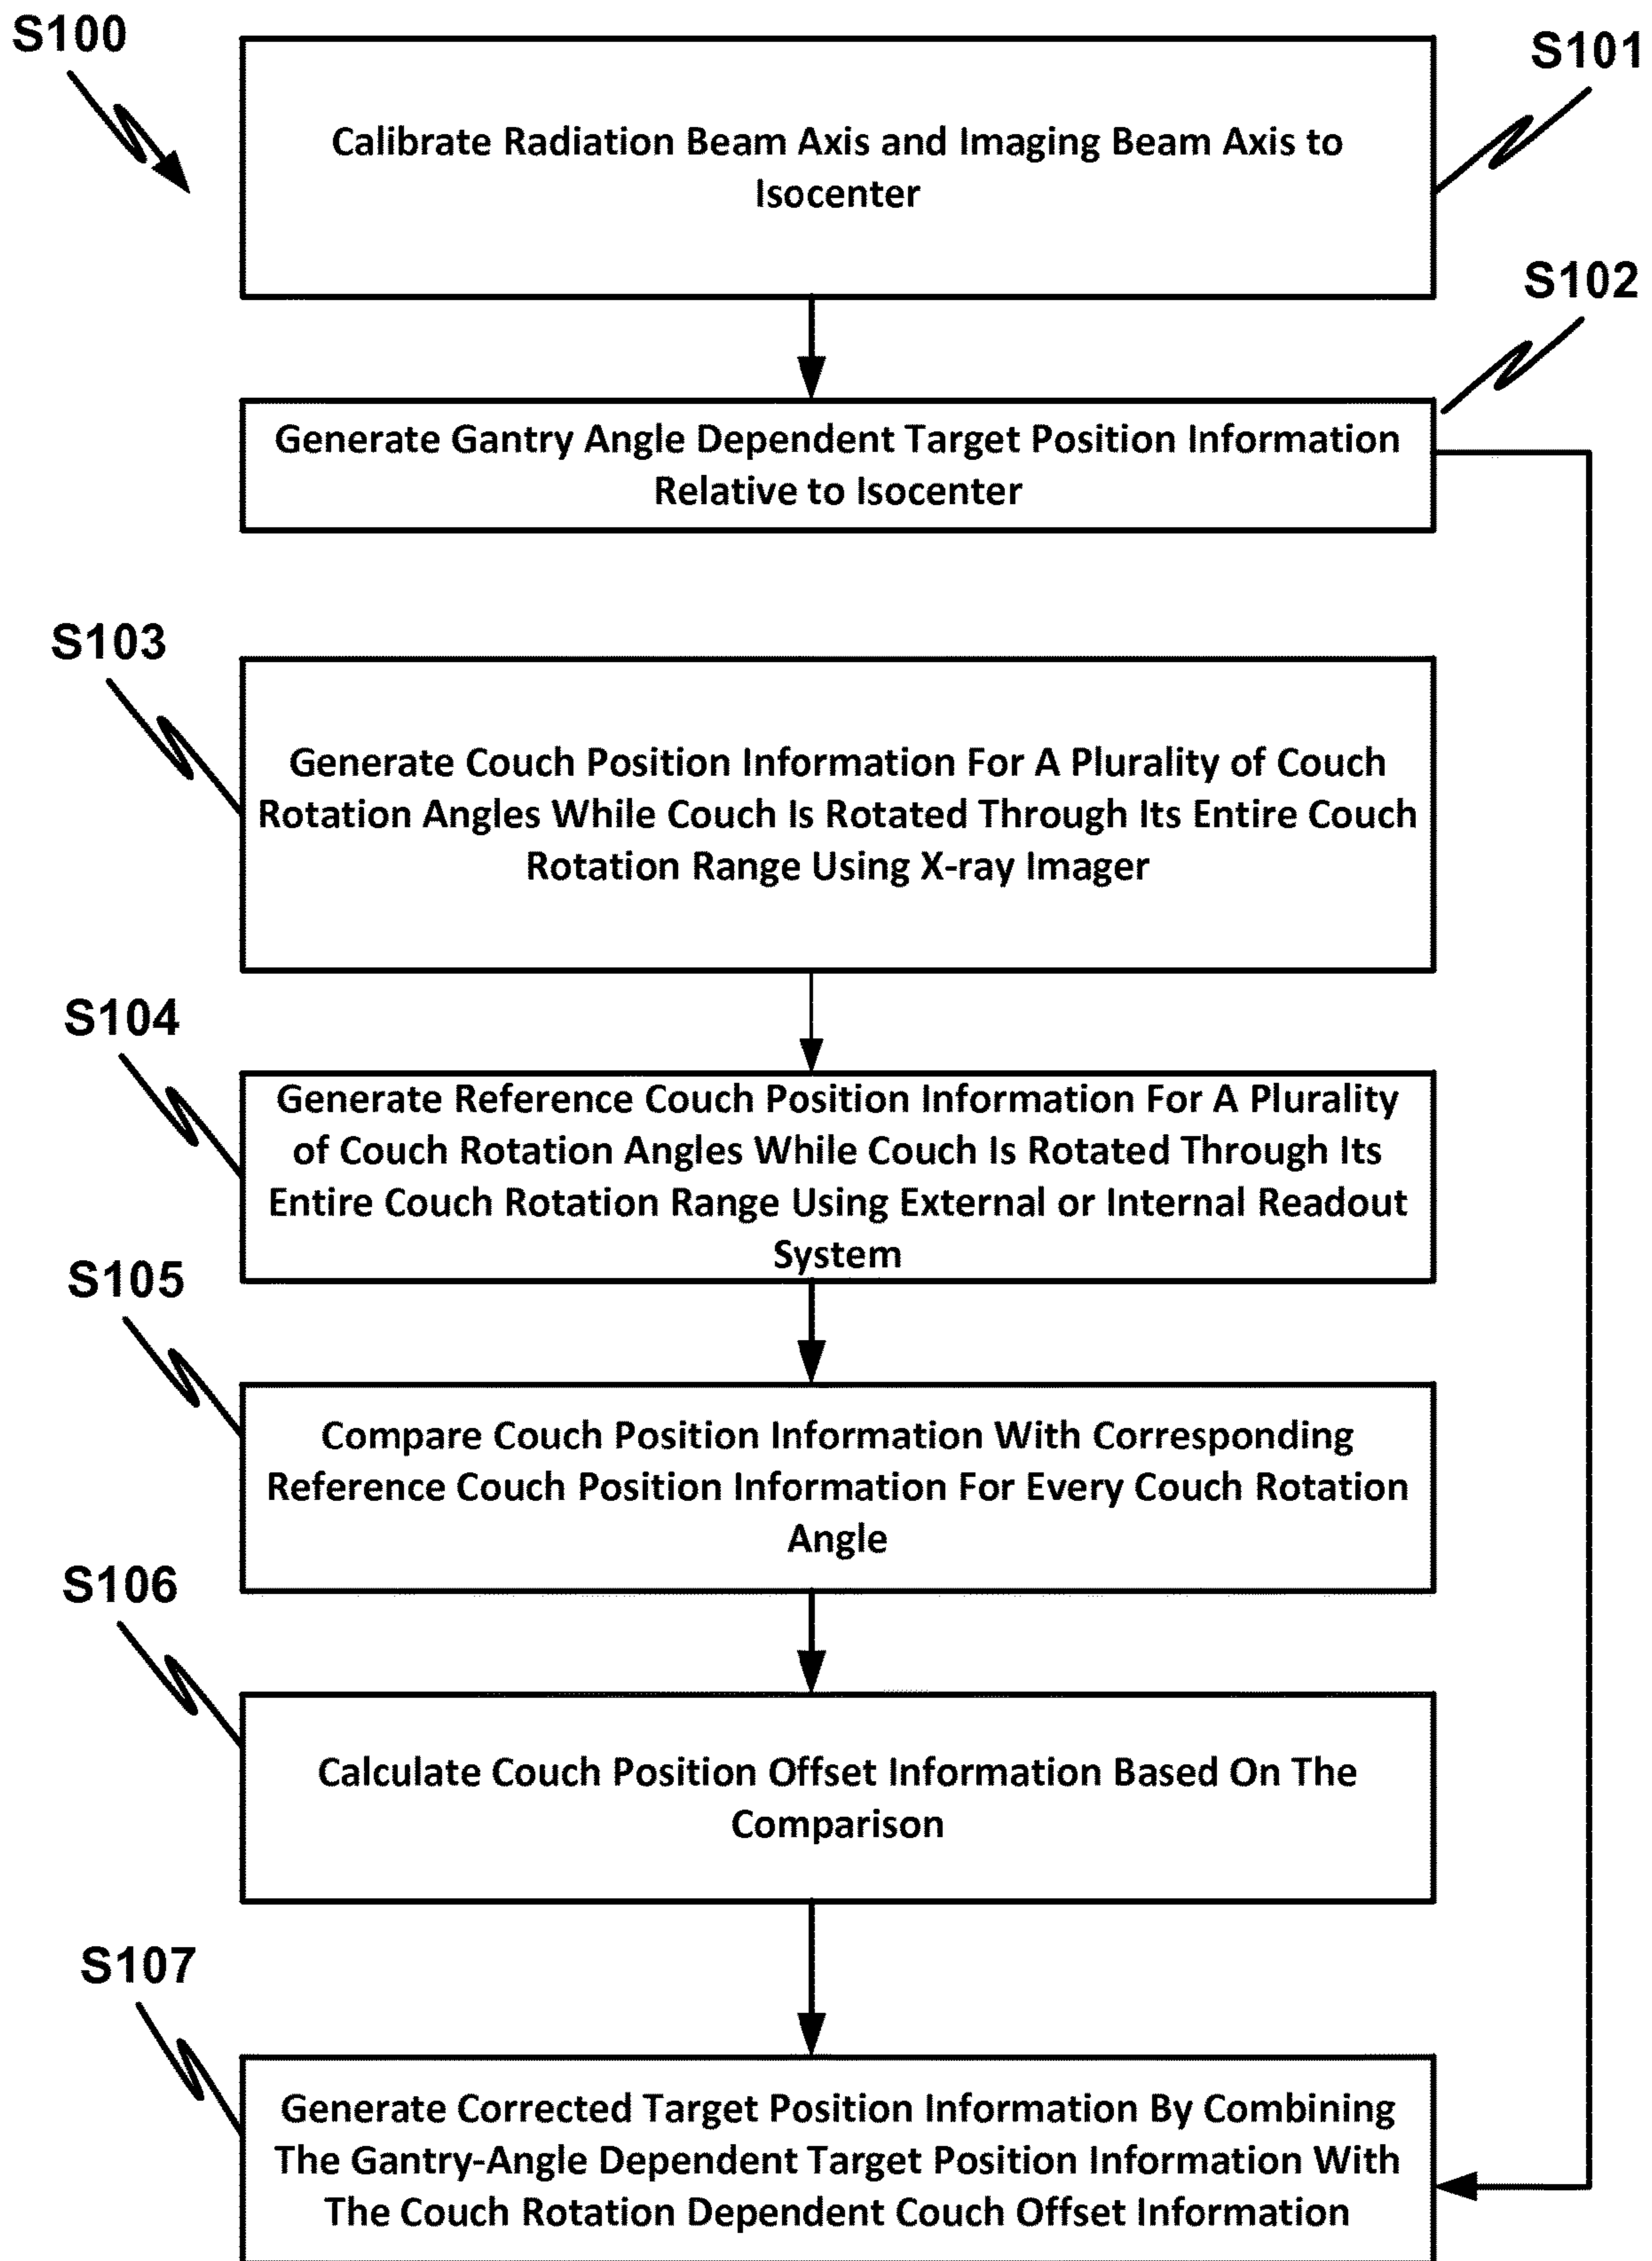 S100
S101
Calibrate Radiation Beam Axis and Imaging Beam Axis to
Isocenter
S102
Generate Gantry Angle Dependent Target Position Information
Relative to Isocenter
S103
Generate Couch Position Information For A Plurality of Couch
Rotation Angles While Couch Is Rotated Through Its Entire Couch
Rotation Range Using X-ray Imager
S104
Generate Reference Couch Position Information For A Plurality
of Couch Rotation Angles While Couch Is Rotated Through Its
Entire Couch Rotation Range Using External or Internal Readout
System
S105
Compare Couch Position Information With Corresponding
Reference Couch Position Information For Every Couch Rotation
Angle
S106
Calculate Couch Position Offset Information Based On The
Comparison
S107
Generate Corrected Target Position Information By Combining
The Gantry-Angle Dependent Target Position Information With
The Couch Rotation Dependent Couch Offset Information